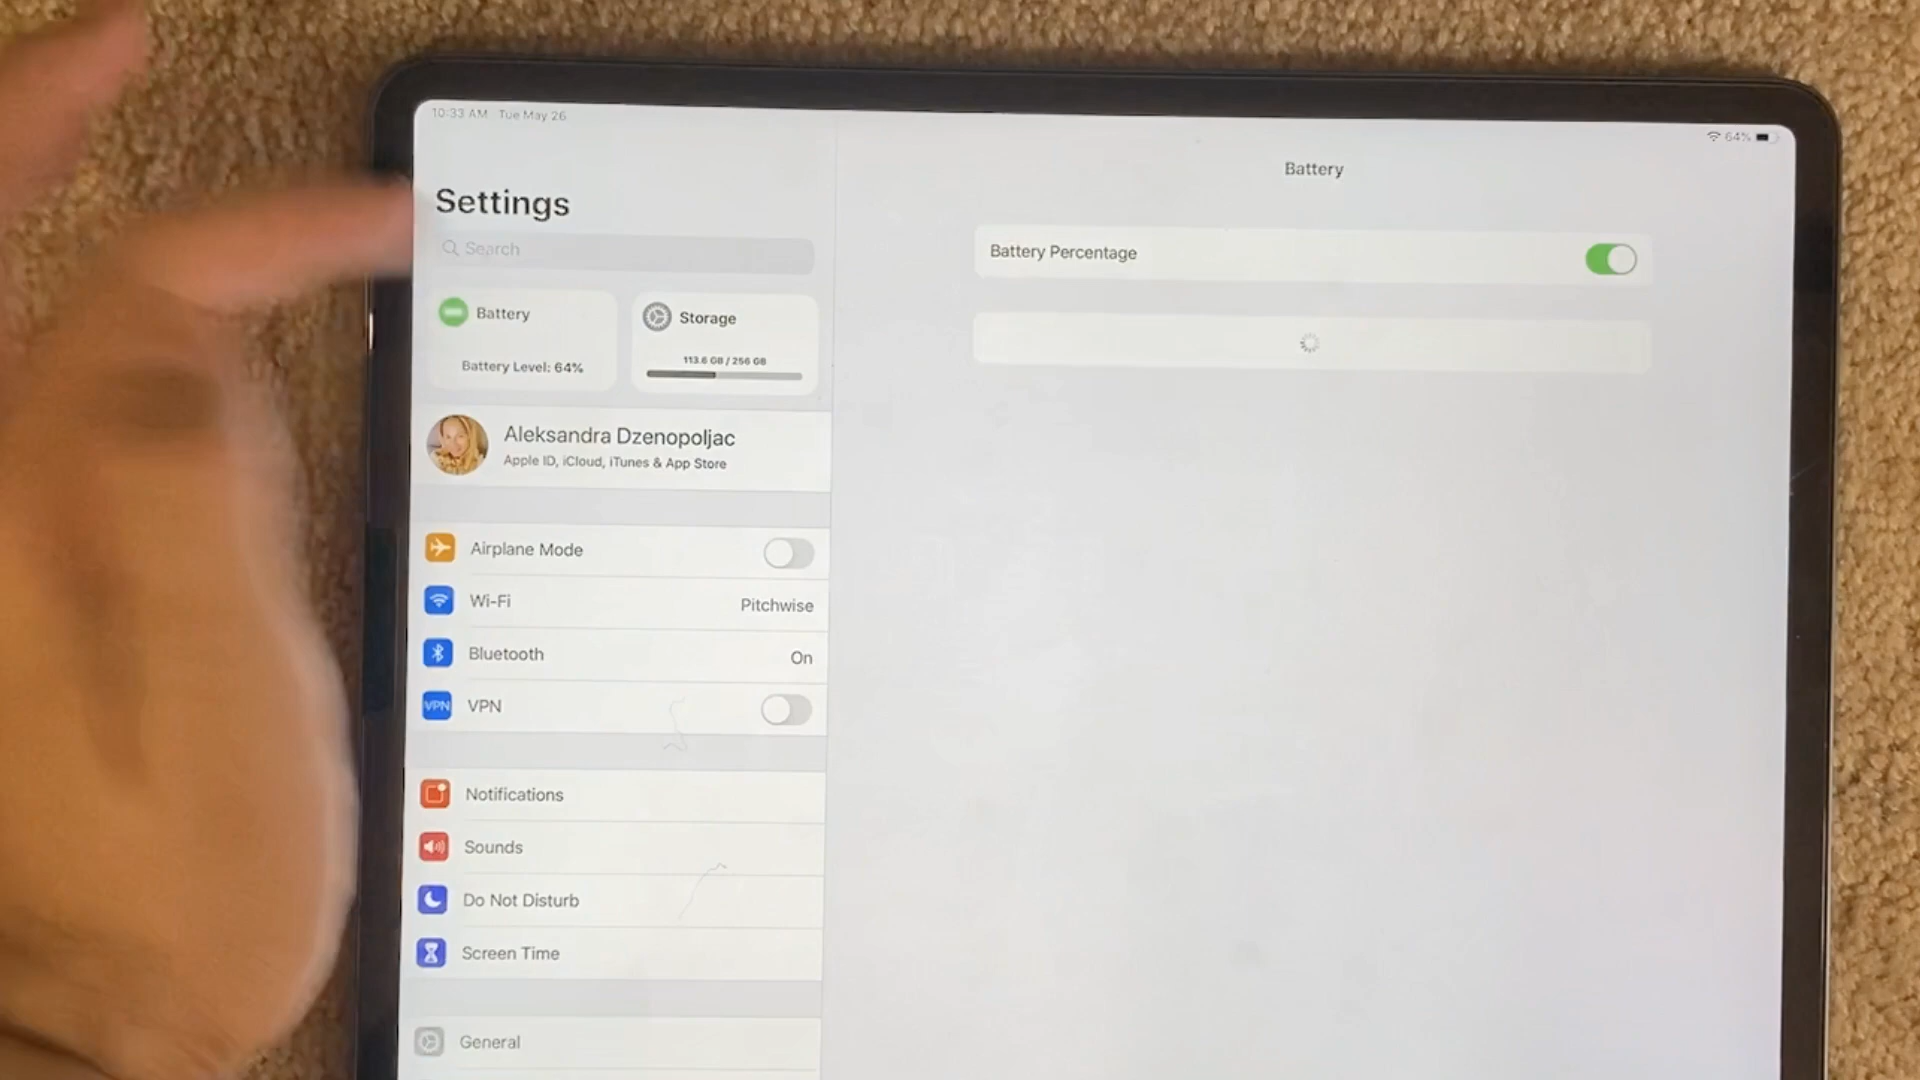 10:33 AM Tue May 26
64%
Settings
Battery
Search
Battery Percentage
Battery
Storage
Battery Level: 64%
113.6 GB / 256 GB
Aleksandra Dzenopoljac
Apple ID, iCloud, iTunes & App Store
Airplane Mode
Wi-Fi
Pitchwise
Bluetooth
On
VPN
VPN
Notifications
Sounds
Do Not Disturb
Screen Time
General